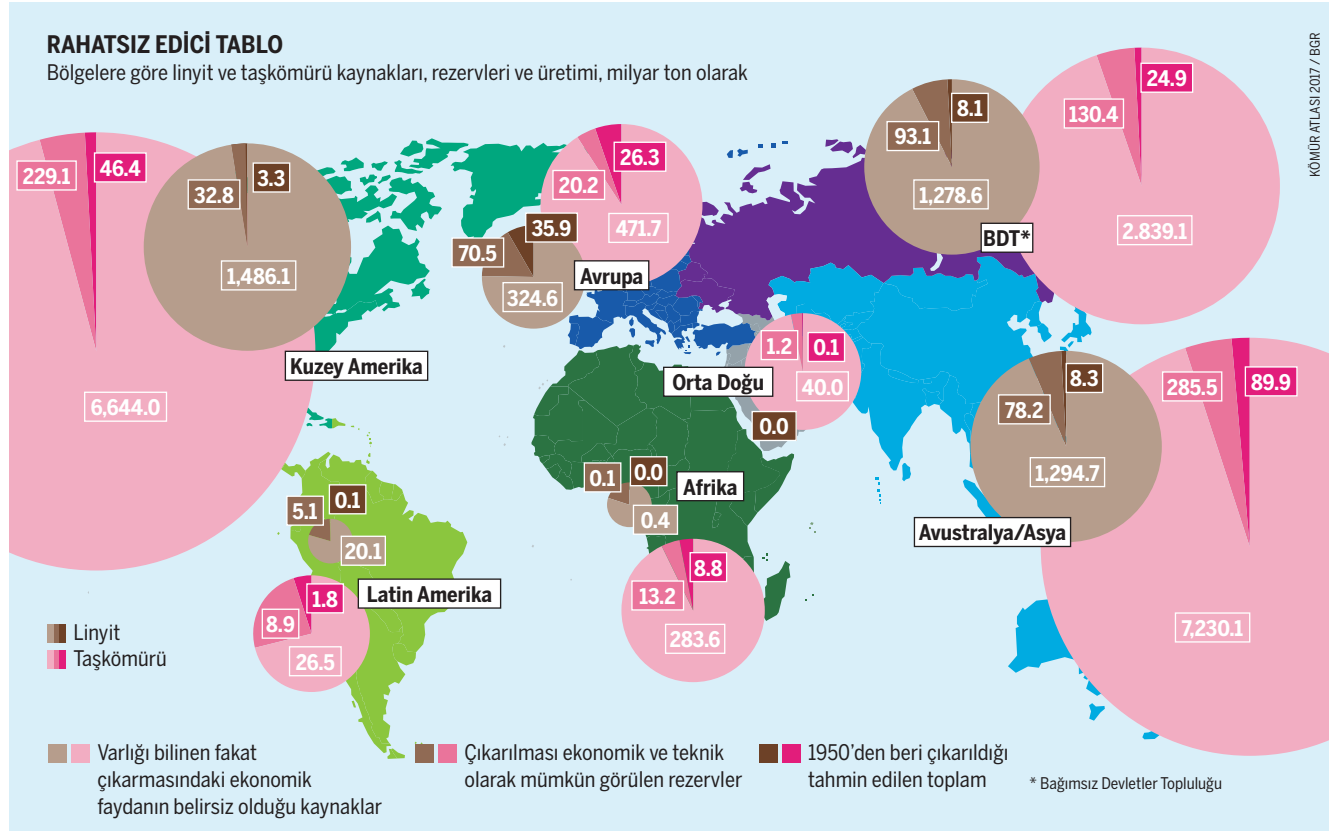 RAHATSIZ EDİCİ TABLO
Bölgelere göre linyit ve taşkömürü kaynakları, rezervleri ve üretimi, milyar ton olarak
KÖMÜR ATLASI 2017 / BGR
229.1
46.4
6,644.0
32.8
3.3
1,486.1
Kuzey Amerika
20.2
26.3
471.7
70.5
35.9
324.6
Avrupa
93.1
8.1
1,278.6
BDT*
130.4
24.9
2.839.1
1.2
0.1
40.0
Orta Doğu
0.0
78.2
8.3
1,294.7
Avustralya/Asya
285.5
89.9
7,230.1
0.1
0.0
0.4
Afrika
13.2
8.8
283.6
5.1
0.1
20.1
Latin Amerika
8.9
1.8
26.5
Linyit
Taşkömürü
Varlığı bilinen fakat
çıkarmasındaki ekonomik
faydanın belirsiz olduğu kaynaklar
Çıkarılması ekonomik ve teknik
olarak mümkün görülen rezervler
1950’den beri çıkarıldığı
tahmin edilen toplam
* Bağımsız Devletler Topluluğu